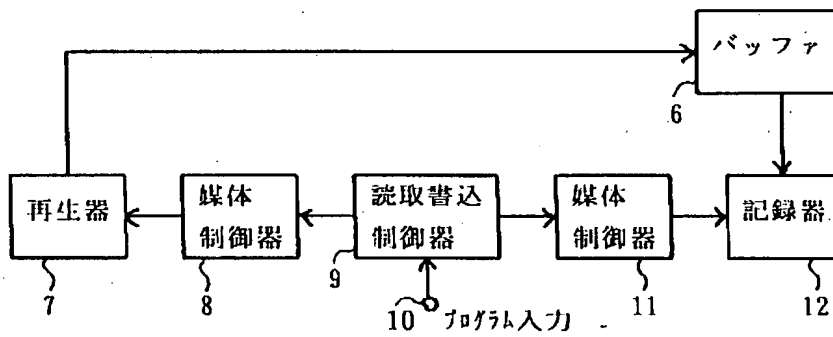 バッファ
6
再生器
媒体
制御器
読取書込
制御器
媒体
制御器
記録器
7
8
9
10 プログラム入力
11
12